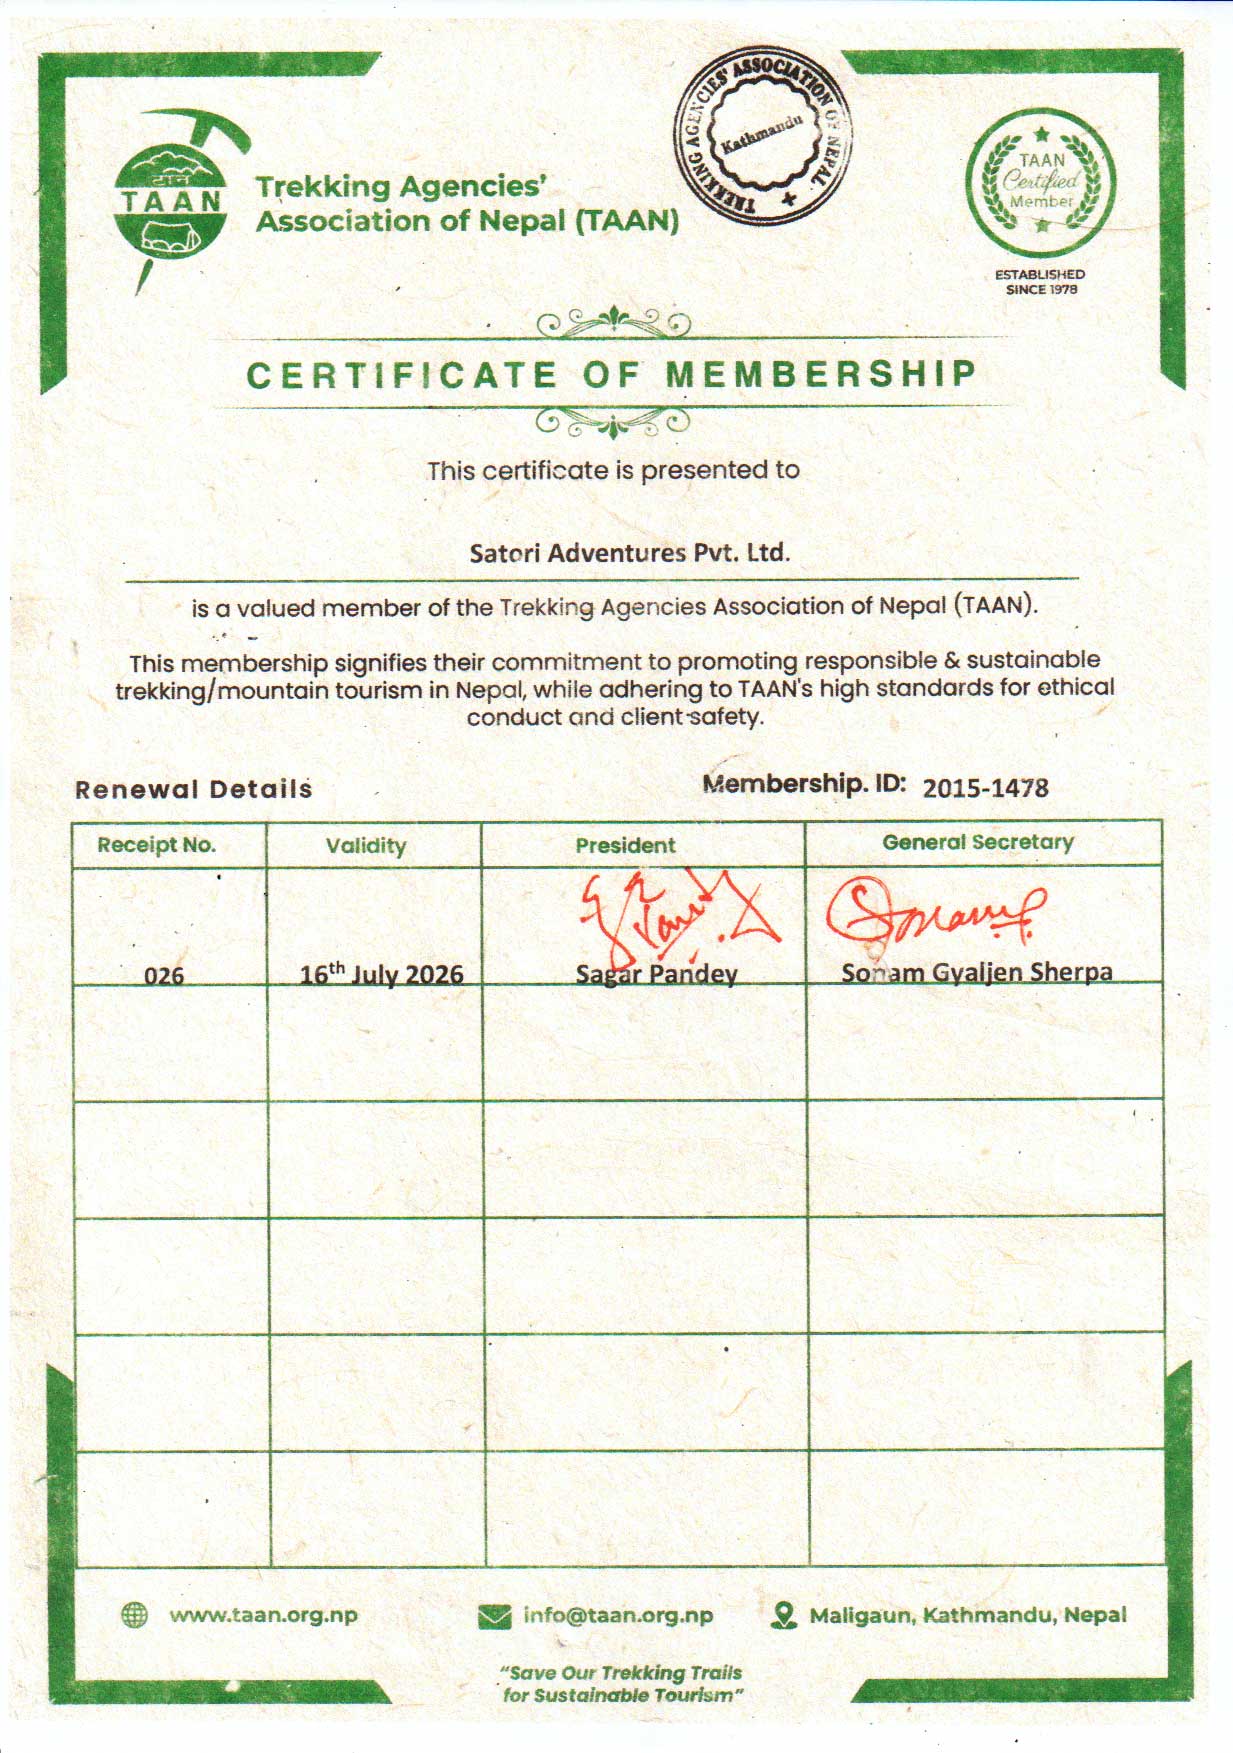 TREKKING AGENCIES' ASSOCIATION OF NEPAL
Kathmandu
टान
TAAN
Trekking Agencies'
Association of Nepal (TAAN)
TAAN
Certified
Member
ESTABLISHED
SINCE 1978
CERTIFICATE OF MEMBERSHIP
This certificate is presented to
Satori Adventures Pvt. Ltd.
is a valued member of the Trekking Agencies Association of Nepal (TAAN).
This membership signifies their commitment to promoting responsible & sustainable
trekking/mountain tourism in Nepal, while adhering to TAAN's high standards for ethical
conduct and client safety.
Renewal Details
Membership. ID: 2015-1478
Receipt No. Validity President General Secretary
026 16th July 2026 Sagar Pandey Sonam Gyaljen Sherpa
www.taan.org.np info@taan.org.np Maligaun, Kathmandu, Nepal
"Save Our Trekking Trails
for Sustainable Tourism"